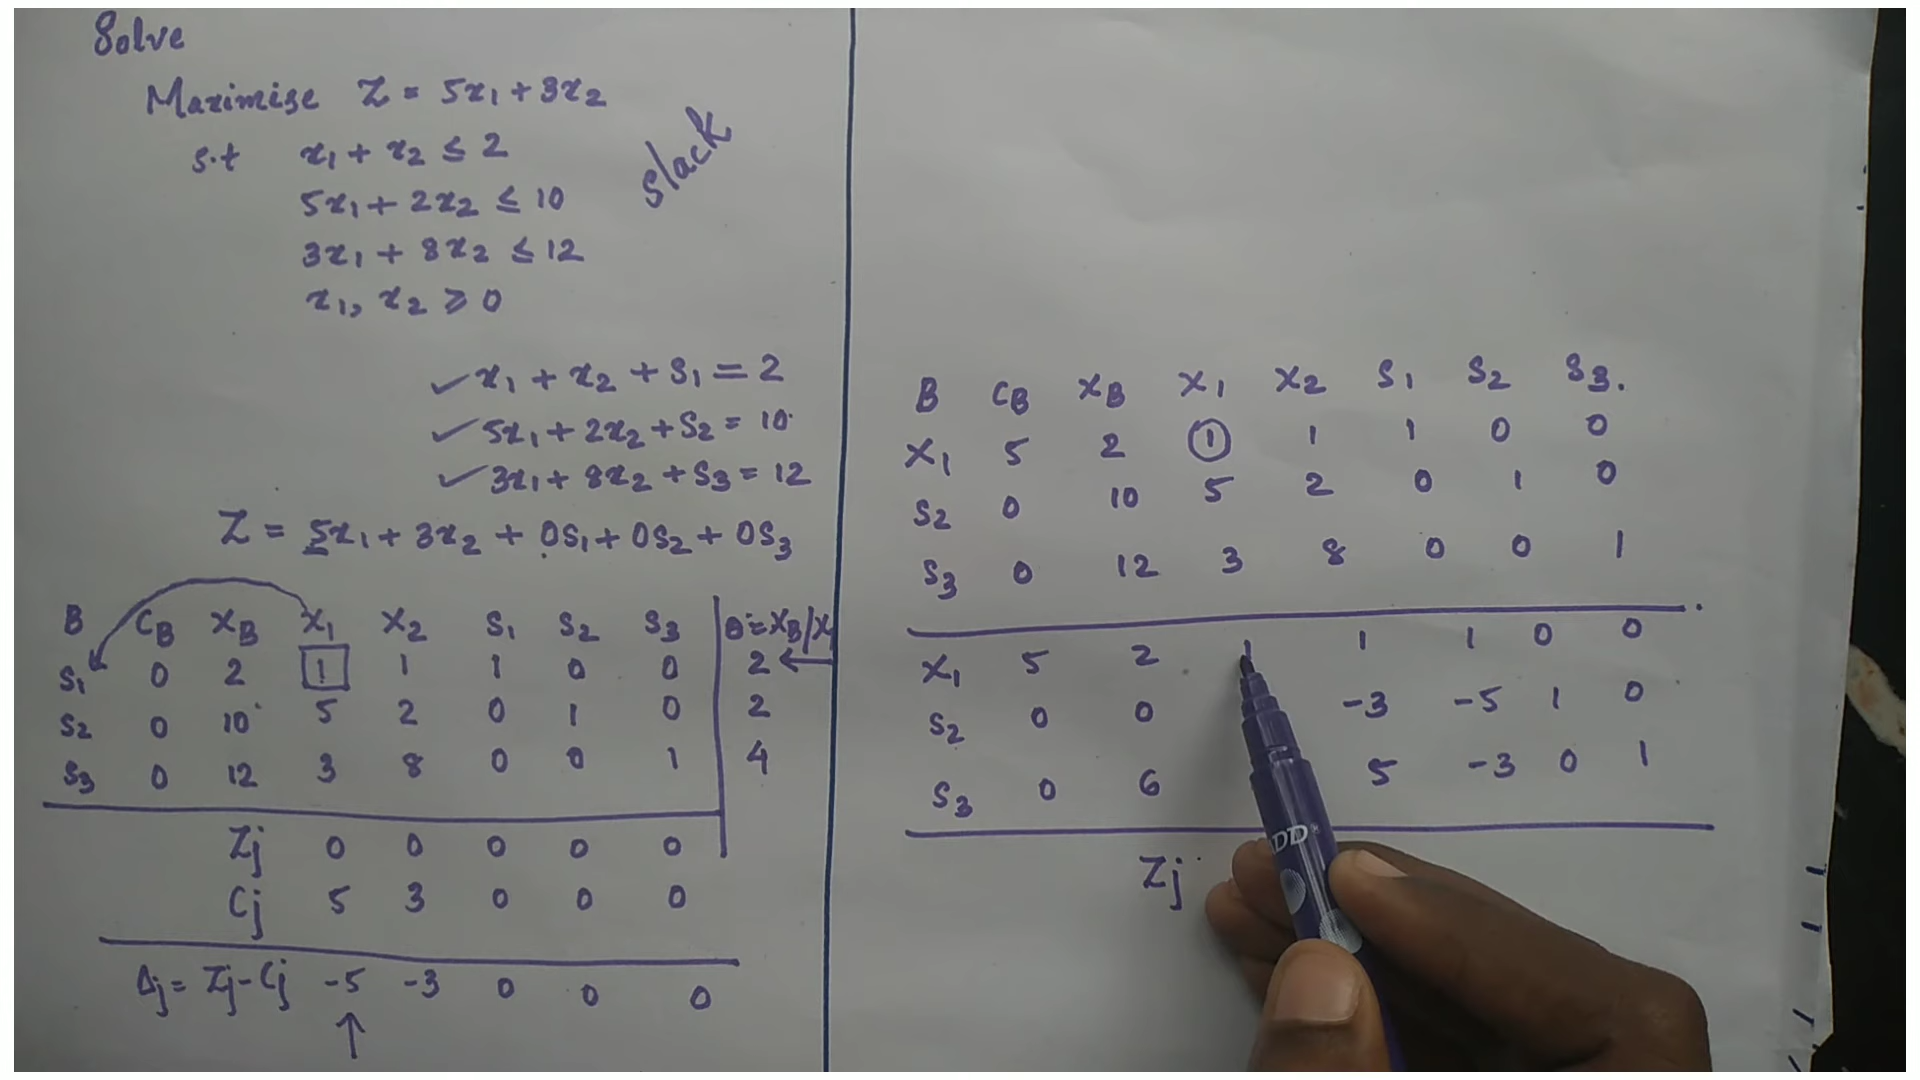 Solve
Maximise Z = 5x₁ + 3x₂
s.t x₁ + x₂ ≤ 2
slack
5x₁ + 2x₂ ≤ 10
3x₁ + 8x₂ ≤ 12
x₁, x₂ ≥ 0
✓ x₁ + x₂ + S₁ = 2
✓ 5x₁ + 2x₂ + S₂ = 10
✓ 3x₁ + 8x₂ + S₃ = 12
Z = 5x₁ + 3x₂ + 0S₁ + 0S₂ + 0S₃
B CB XB X₁ X₂ S₁ S₂ S₃ θ = XB/X
S₁ 0 2 1 1 1 0 0 2 ←
S₂ 0 10 5 2 0 1 0 2
S₃ 0 12 3 8 0 0 1 4
Zj 0 0 0 0 0
Cj 5 3 0 0 0
Δj = Zj - Cj -5 -3 0 0 0
↑
B CB XB X₁ X₂ S₁ S₂ S₃.
X₁ 5 2 1 1 1 0 0
S₂ 0 10 5 2 0 1 0
S₃ 0 12 3 8 0 0 1
X₁ 5 2 1 1 1 0 0
S₂ 0 0 -3 -5 1 0
S₃ 0 6 5 -3 0 1
Zj